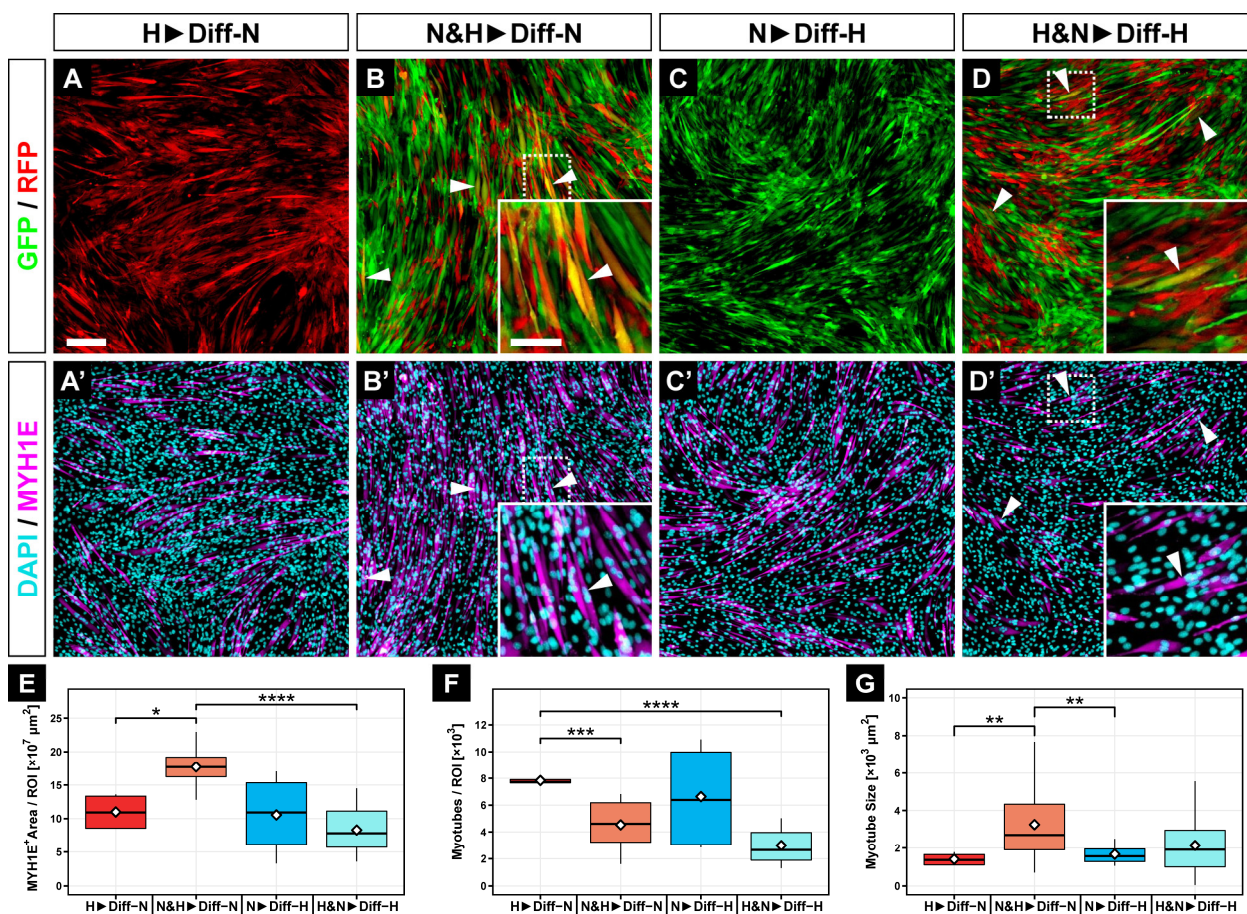 H►Diff-N
N&H►Diff-N
N►Diff-H
H&N►Diff-H
GFP / RFP
A
B
C
D
DAPI / MYH1E
A'
B'
C'
D'
E
MYH1E+Area / ROI [×10⁷ µm²]
25
20
15
10
5
0
*
****
H►Diff−N
N&H►Diff−N
N►Diff−H
H&N►Diff−H
F
Myotubes / ROI [×10³]
12
10
8
6
4
2
0
***
****
H►Diff−N
N&H►Diff−N
N►Diff−H
H&N►Diff−H
G
Myotube Size [×10³ µm²]
10
8
6
4
2
0
**
**
H►Diff−N
N&H►Diff−N
N►Diff−H
H&N►Diff−H